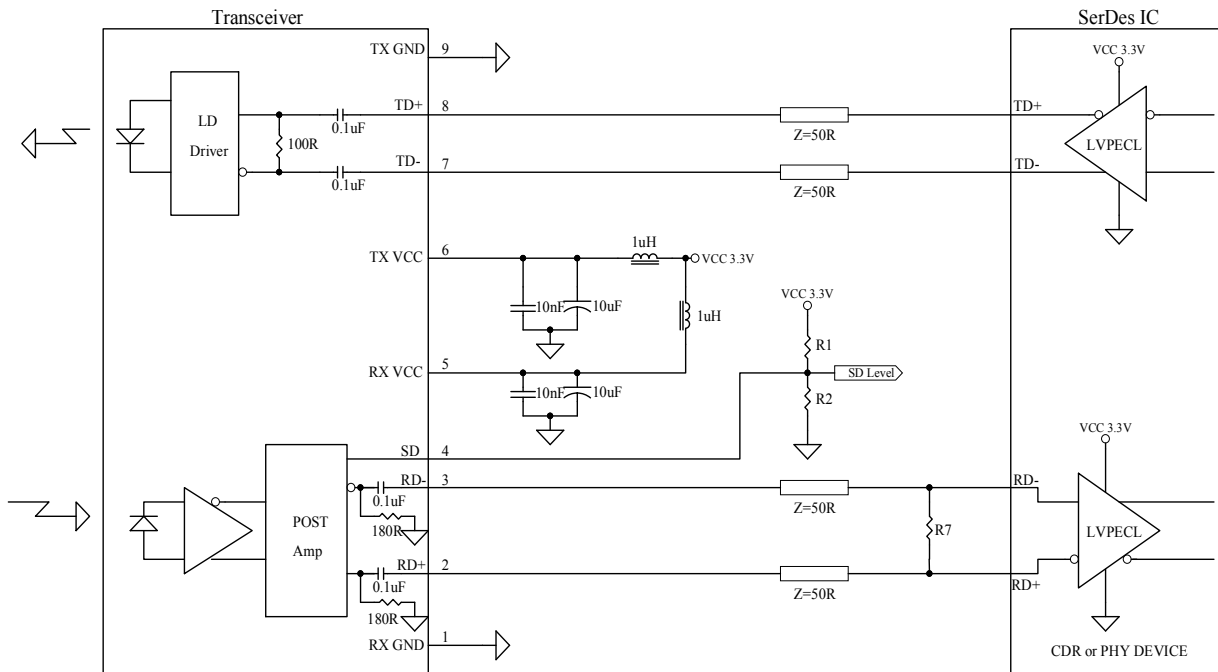 Transceiver
SerDes IC
TX GND 9
VCC 3.3V
LD
Driver
100R
0.1uF
0.1uF
TD+ 8
TD- 7
Z=50R
Z=50R
TD+
TD-
LVPECL
TX VCC 6
1uH
VCC 3.3V
10nF
10uF
1uH
VCC 3.3V
R1
SD Level
R2
RX VCC 5
10nF
10uF
SD 4
POST
Amp
RD- 3
0.1uF
180R
RD+ 2
0.1uF
180R
RX GND 1
Z=50R
Z=50R
R7
VCC 3.3V
RD-
RD+
LVPECL
CDR or PHY DEVICE